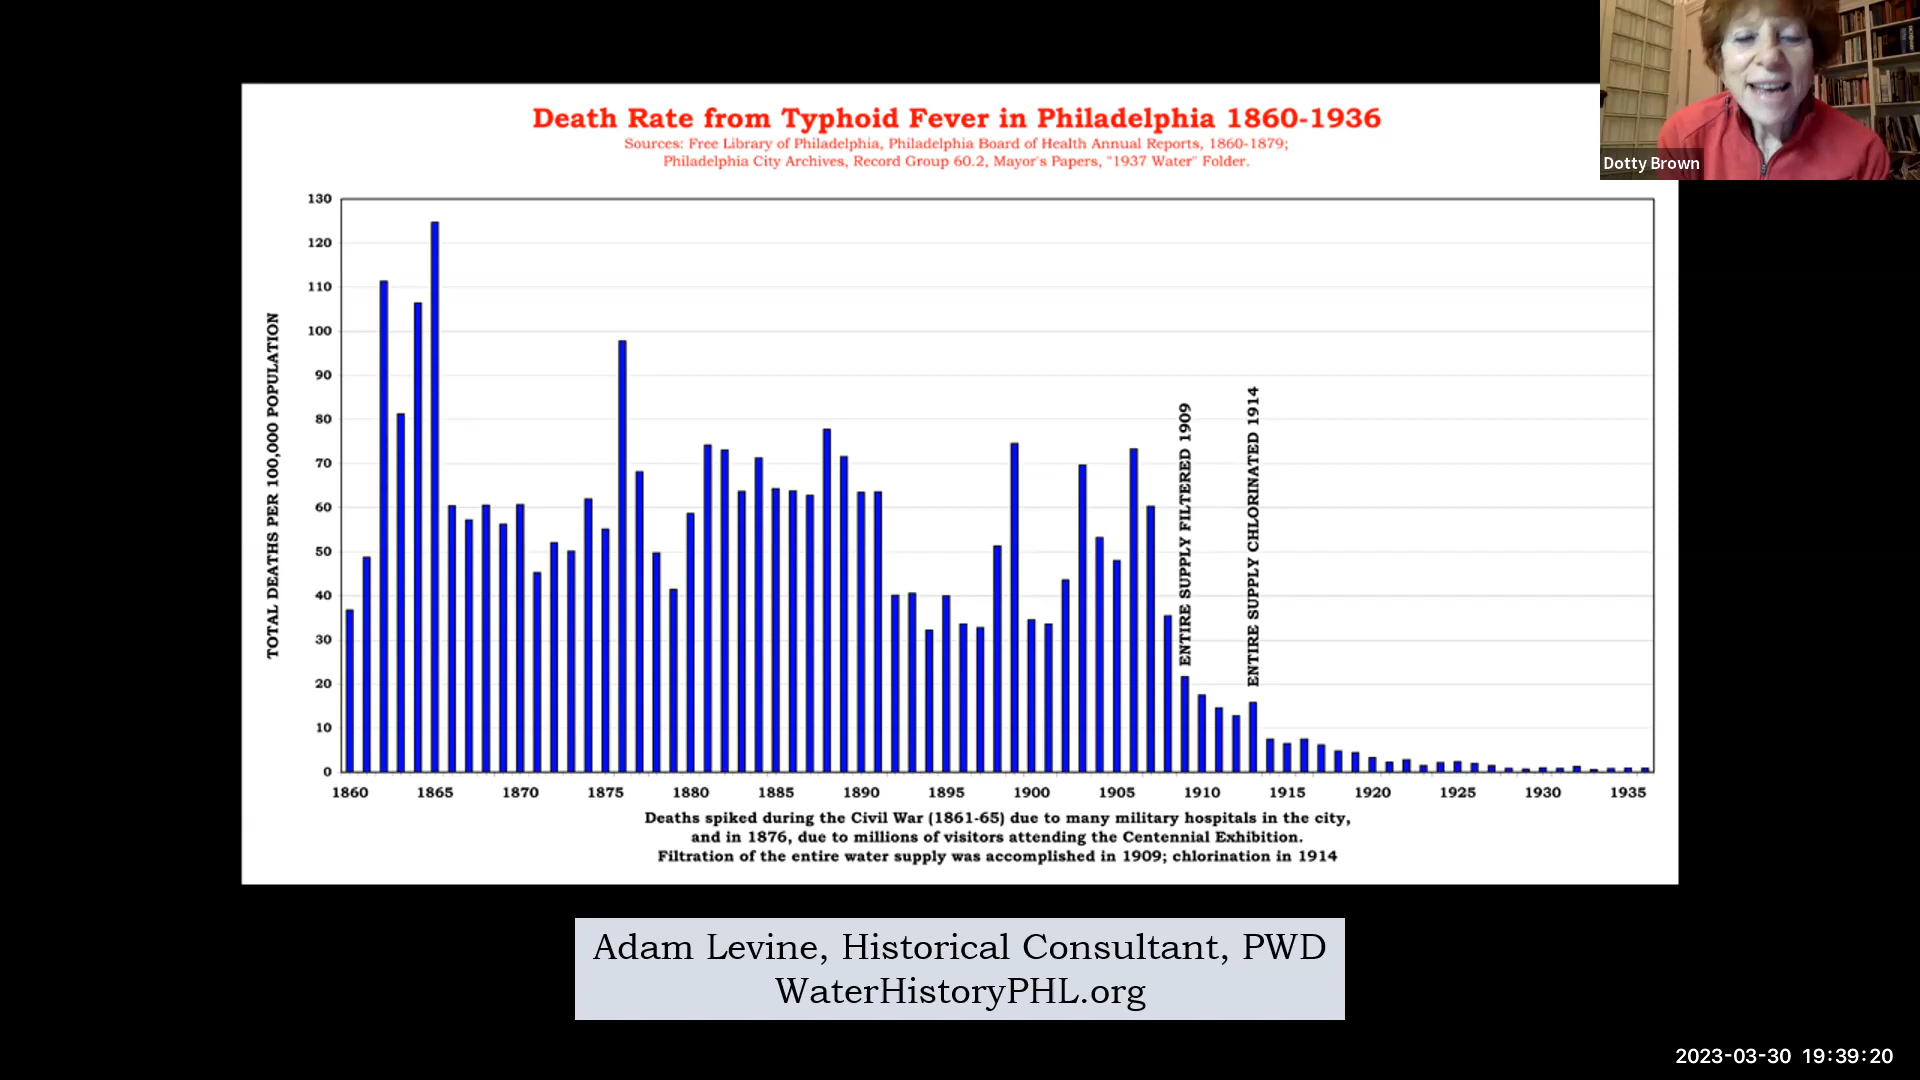 Death Rate from Typhoid Fever in Philadelphia 1860-1936
Sources: Free Library of Philadelphia, Philadelphia Board of Health Annual Reports, 1860-1879;
Philadelphia City Archives, Record Group 60.2, Mayor's Papers, "1937 Water" Folder.
Dotty Brown
TOTAL DEATHS PER 100,000 POPULATION
130
120
110
100
90
80
70
60
50
40
30
20
10
0
ENTIRE SUPPLY FILTERED 1909
ENTIRE SUPPLY CHLORINATED 1914
1860 1865 1870 1875 1880 1885 1890 1895 1900 1905 1910 1915 1920 1925 1930 1935
Deaths spiked during the Civil War (1861-65) due to many military hospitals in the city,
and in 1876, due to millions of visitors attending the Centennial Exhibition.
Filtration of the entire water supply was accomplished in 1909; chlorination in 1914
Adam Levine, Historical Consultant, PWD
WaterHistoryPHL.org
2023-03-30 19:39:20